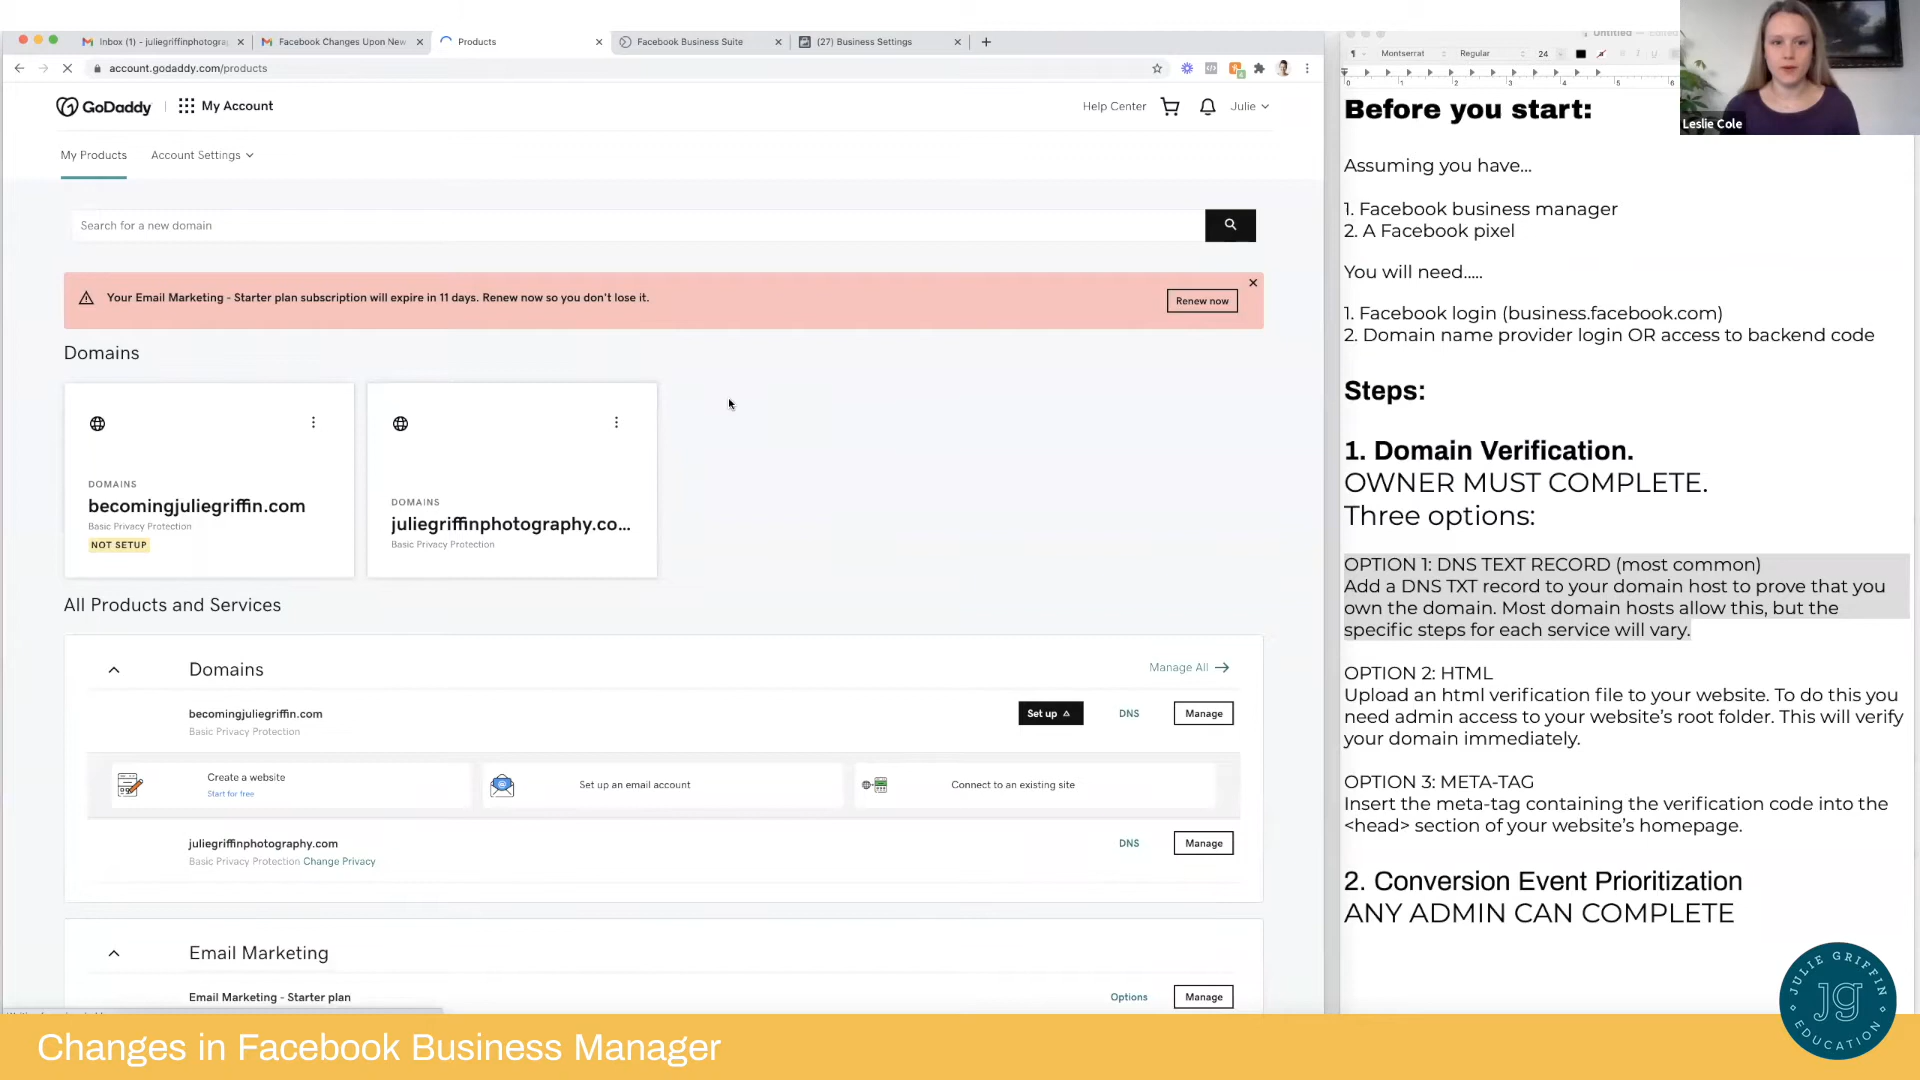 Inbox (1) - juliegriffinphotogra
Facebook Changes Upon New
Products
Facebook Business Suite
(27) Business Settings
account.godaddy.com/products
GoDaddy
My Account
Help Center
Julie
My Products
Account Settings
Search for a new domain
Your Email Marketing - Starter plan subscription will expire in 11 days. Renew now so you don't lose it.
Renew now
Domains
DOMAINS
becomingjuliegriffin.com
Basic Privacy Protection
NOT SETUP
DOMAINS
juliegriffinphotography.co...
Basic Privacy Protection
All Products and Services
Domains
Manage All
becomingjuliegriffin.com
Basic Privacy Protection
Set up
DNS
Manage
Create a website
Start for free
Set up an email account
Connect to an existing site
juliegriffinphotography.com
Basic Privacy Protection Change Privacy
DNS
Manage
Email Marketing
Email Marketing - Starter plan
Options
Manage
Untitled
Montserrat
Regular
24
0 1 2 3 4 5 6
Leslie Cole
Before you start:
Assuming you have...
1. Facebook business manager
2. A Facebook pixel
You will need.....
1. Facebook login (business.facebook.com)
2. Domain name provider login OR access to backend code
Steps:
1. Domain Verification.
OWNER MUST COMPLETE.
Three options:
OPTION 1: DNS TEXT RECORD (most common)
Add a DNS TXT record to your domain host to prove that you
own the domain. Most domain hosts allow this, but the
specific steps for each service will vary.
OPTION 2: HTML
Upload an html verification file to your website. To do this you
need admin access to your website's root folder. This will verify
your domain immediately.
OPTION 3: META-TAG
Insert the meta-tag containing the verification code into the
<head> section of your website's homepage.
2. Conversion Event Prioritization
ANY ADMIN CAN COMPLETE
JULIE GRIFFIN
jg
EDUCATION
Changes in Facebook Business Manager